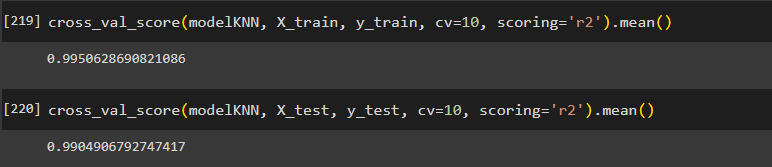 [219] cross_val_score(modelKNN, X_train, y_train, cv=10, scoring='r2').mean()
0.9950628690821086
[220] cross_val_score(modelKNN, X_test, y_test, cv=10, scoring='r2').mean()
0.9904906792747417